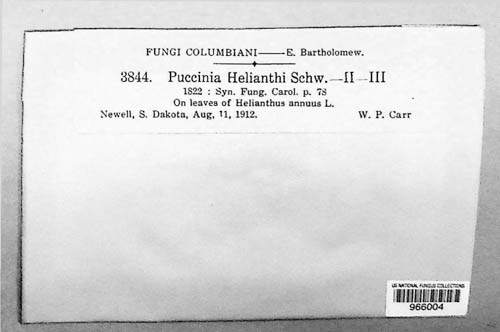 FUNGI COLUMBIANI——E. Bartholomew.
3844. Puccinia Helianthi Schw.—II—III
1822 : Syn. Fung. Carol. p. 73
On leaves of Helianthus annuus L.
Newell, S. Dakota, Aug, 11, 1912. W. P. Carr
US NATIONAL FUNGUS COLLECTIONS
966004